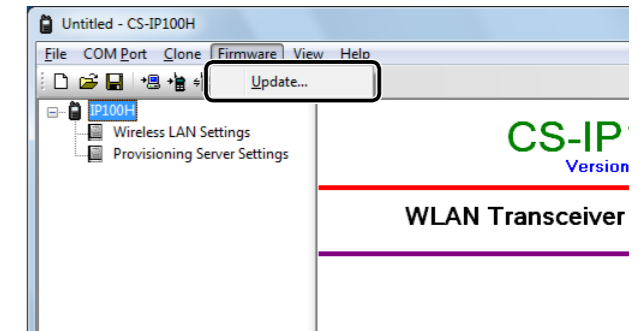 Untitled - CS-IP100H
File COM Port Clone Firmware View Help
Update...
IP100H
Wireless LAN Settings
Provisioning Server Settings
CS-IP
Version
WLAN Transceiver